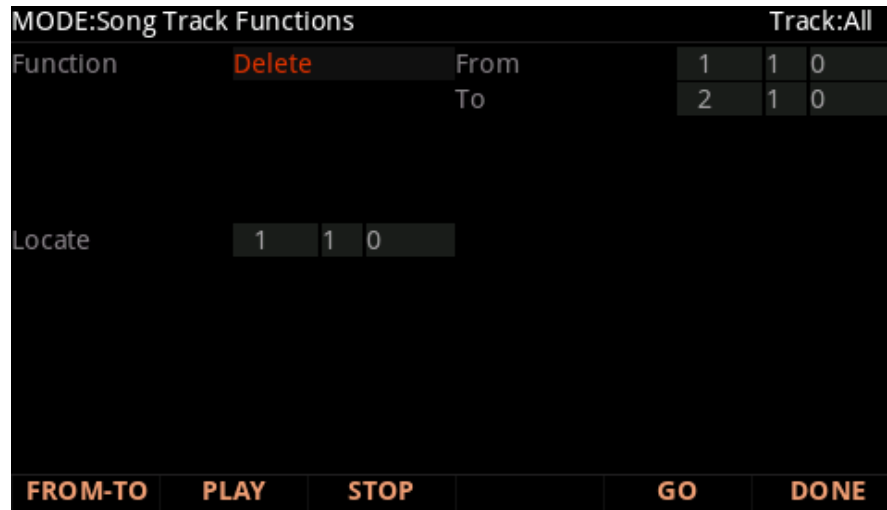 MODE:Song Track Functions Track:All
Function Delete From 1 1 0
To 2 1 0
Locate 1 1 0
FROM-TO PLAY STOP GO DONE